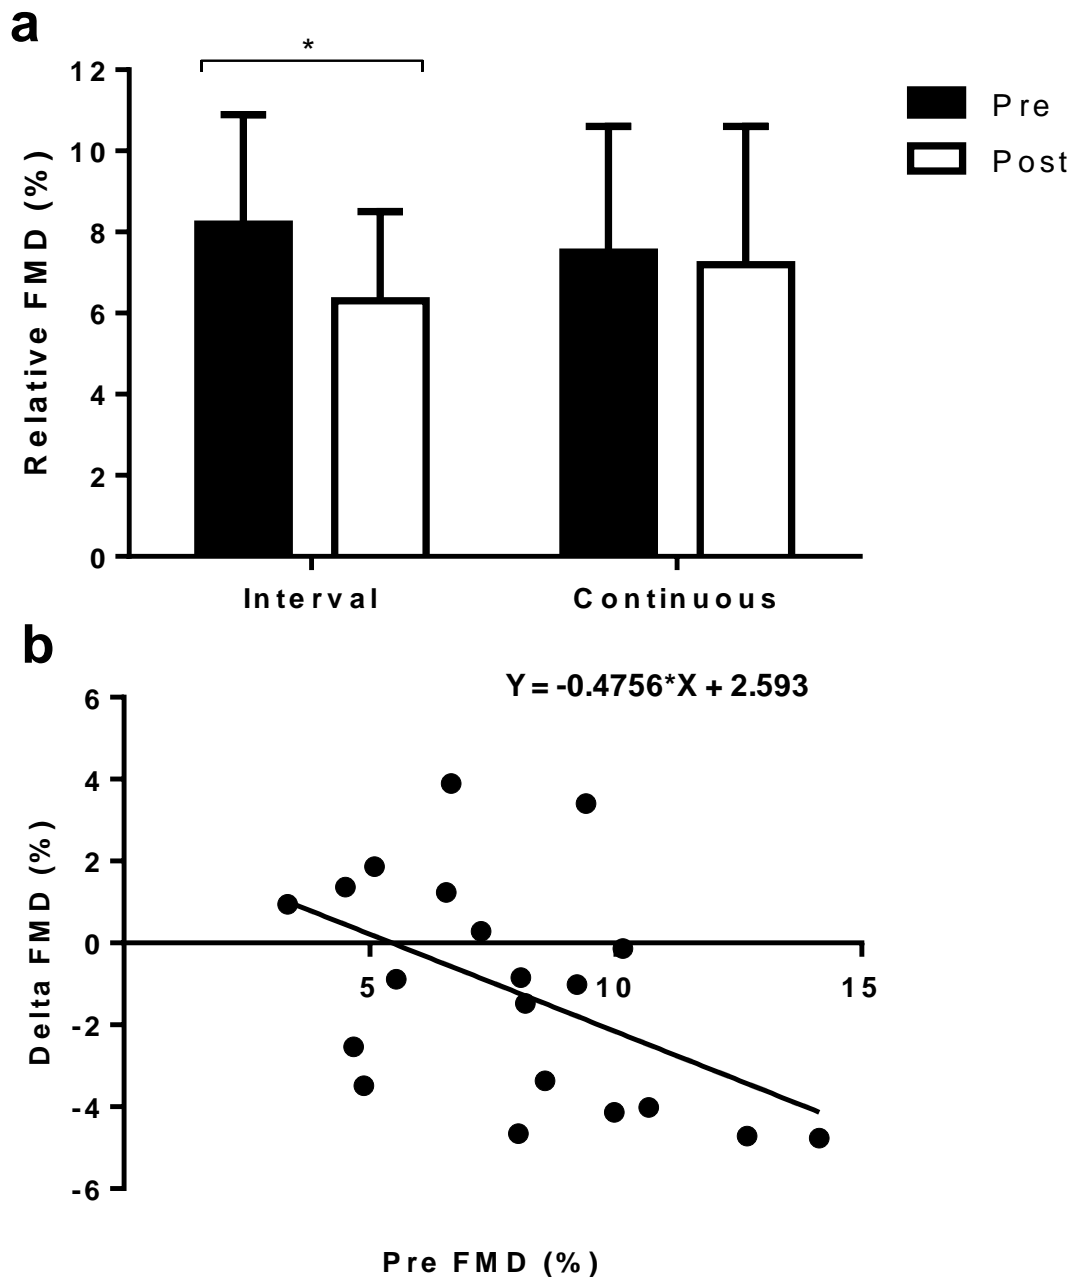 a
*
12
10
8
6
4
2
0
Relative FMD (%)
Interval
Continuous
Pre
Post
b
Y = -0.4756*X + 2.593
6
4
2
0
-2
-4
-6
5
10
15
Delta FMD (%)
Pre FMD (%)